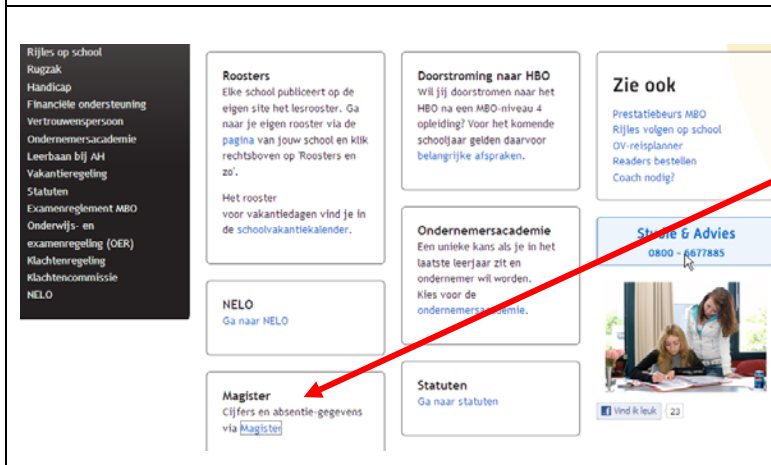 Rijles op school
Rugzak
Handicap
Financiële ondersteuning
Vertrouwenspersoon
Ondernemersacademie
Leerbaan bij AH
Vakantieregeling
Statuten
Examenreglement MBO
Onderwijs- en
examenregeling (OER)
Klachtenregeling
Klachtencommissie
NELO
Roosters
Elke school publiceert op de
eigen site het lesrooster. Ga
naar je eigen rooster via de
pagina van jouw school en klik
rechtsboven op 'Roosters en
zo'.
Het rooster
voor vakantiedagen vind je in
de schoolvakantiekalender.
NELO
Ga naar NELO
Magister
Cijfers en absentie-gegevens
via Magister
Doorstroming naar HBO
Wil jij doorstromen naar het
HBO na een MBO-niveau 4
opleiding? Voor het komende
schooljaar gelden daarvoor
belangrijke afspraken.
Ondernemersacademie
Een unieke kans als je in het
laatste leerjaar zit en
ondernemer wil worden.
Kies voor de
ondernemersacademie.
Statuten
Ga naar statuten
Zie ook
Prestatiebeurs MBO
Rijles volgen op school
OV-reisplanner
Readers bestellen
Coach nodig?
Studie & Advies
0800 - 6677885
Vind ik leuk 23